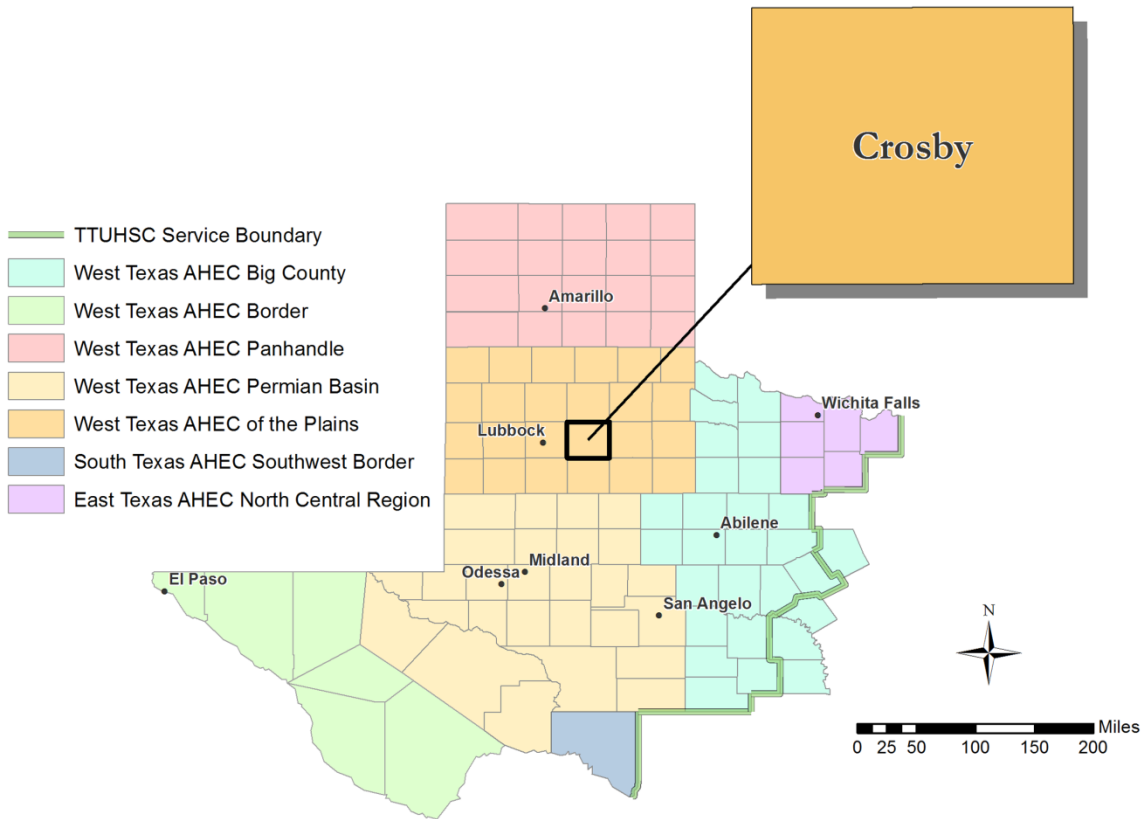 Crosby
TTUHSC Service Boundary
West Texas AHEC Big County
West Texas AHEC Border
West Texas AHEC Panhandle
West Texas AHEC Permian Basin
West Texas AHEC of the Plains
South Texas AHEC Southwest Border
East Texas AHEC North Central Region
Amarillo
Wichita Falls
Lubbock
Abilene
Midland
Odessa
El Paso
San Angelo
N
Miles
0 25 50 100 150 200